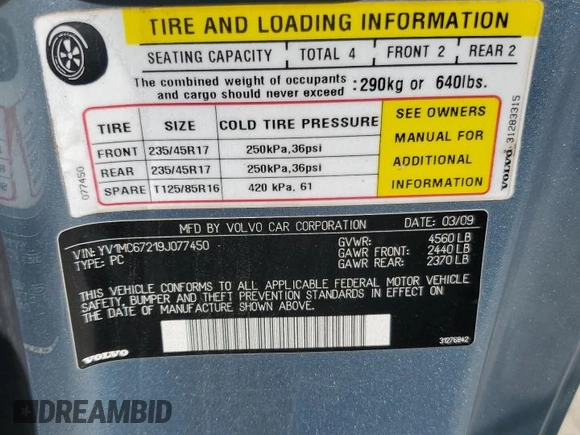 TIRE AND LOADING INFORMATION
SEATING CAPACITY TOTAL 4 FRONT 2 REAR 2
The combined weight of occupants and cargo should never exceed : 290kg or 640lbs.
TIRE SIZE COLD TIRE PRESSURE
FRONT 235/45R17 250kPa,36psi
REAR 235/45R17 250kPa,36psi
SPARE T125/85R16 420 kPa, 61
SEE OWNERS
MANUAL FOR
ADDITIONAL
INFORMATION
077450
VOLVO 31283315
MFD BY VOLVO CAR CORPORATION DATE: 03/09
VIN: YV1MC67219J077450
TYPE: PC
GVWR: 4560 LB
GAWR FRONT: 2440 LB
GAWR REAR: 2370 LB
THIS VEHICLE CONFORMS TO ALL APPLICABLE FEDERAL MOTOR VEHICLE
SAFETY, BUMPER AND THEFT PREVENTION STANDARDS IN EFFECT ON
THE DATE OF MANUFACTURE SHOWN ABOVE.
VOLVO
31276842
DREAMBID